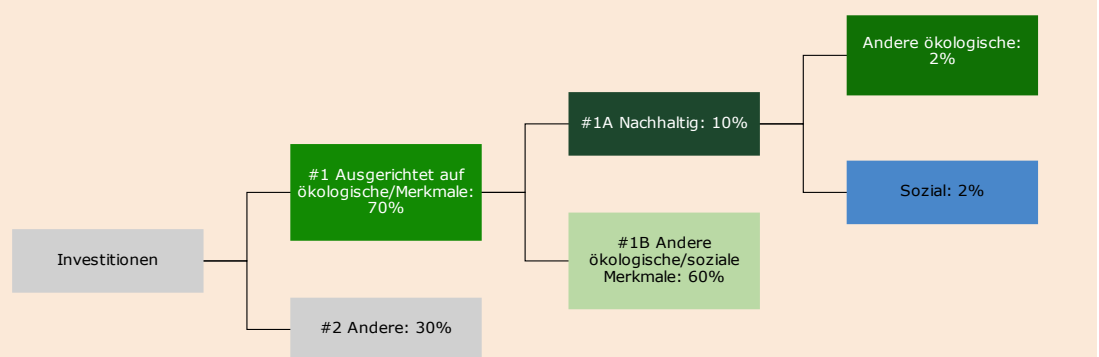 Investitionen
#1 Ausgerichtet auf
ökologische/Merkmale:
70%
#2 Andere: 30%
#1A Nachhaltig: 10%
#1B Andere
ökologische/soziale
Merkmale: 60%
Andere ökologische:
2%
Sozial: 2%